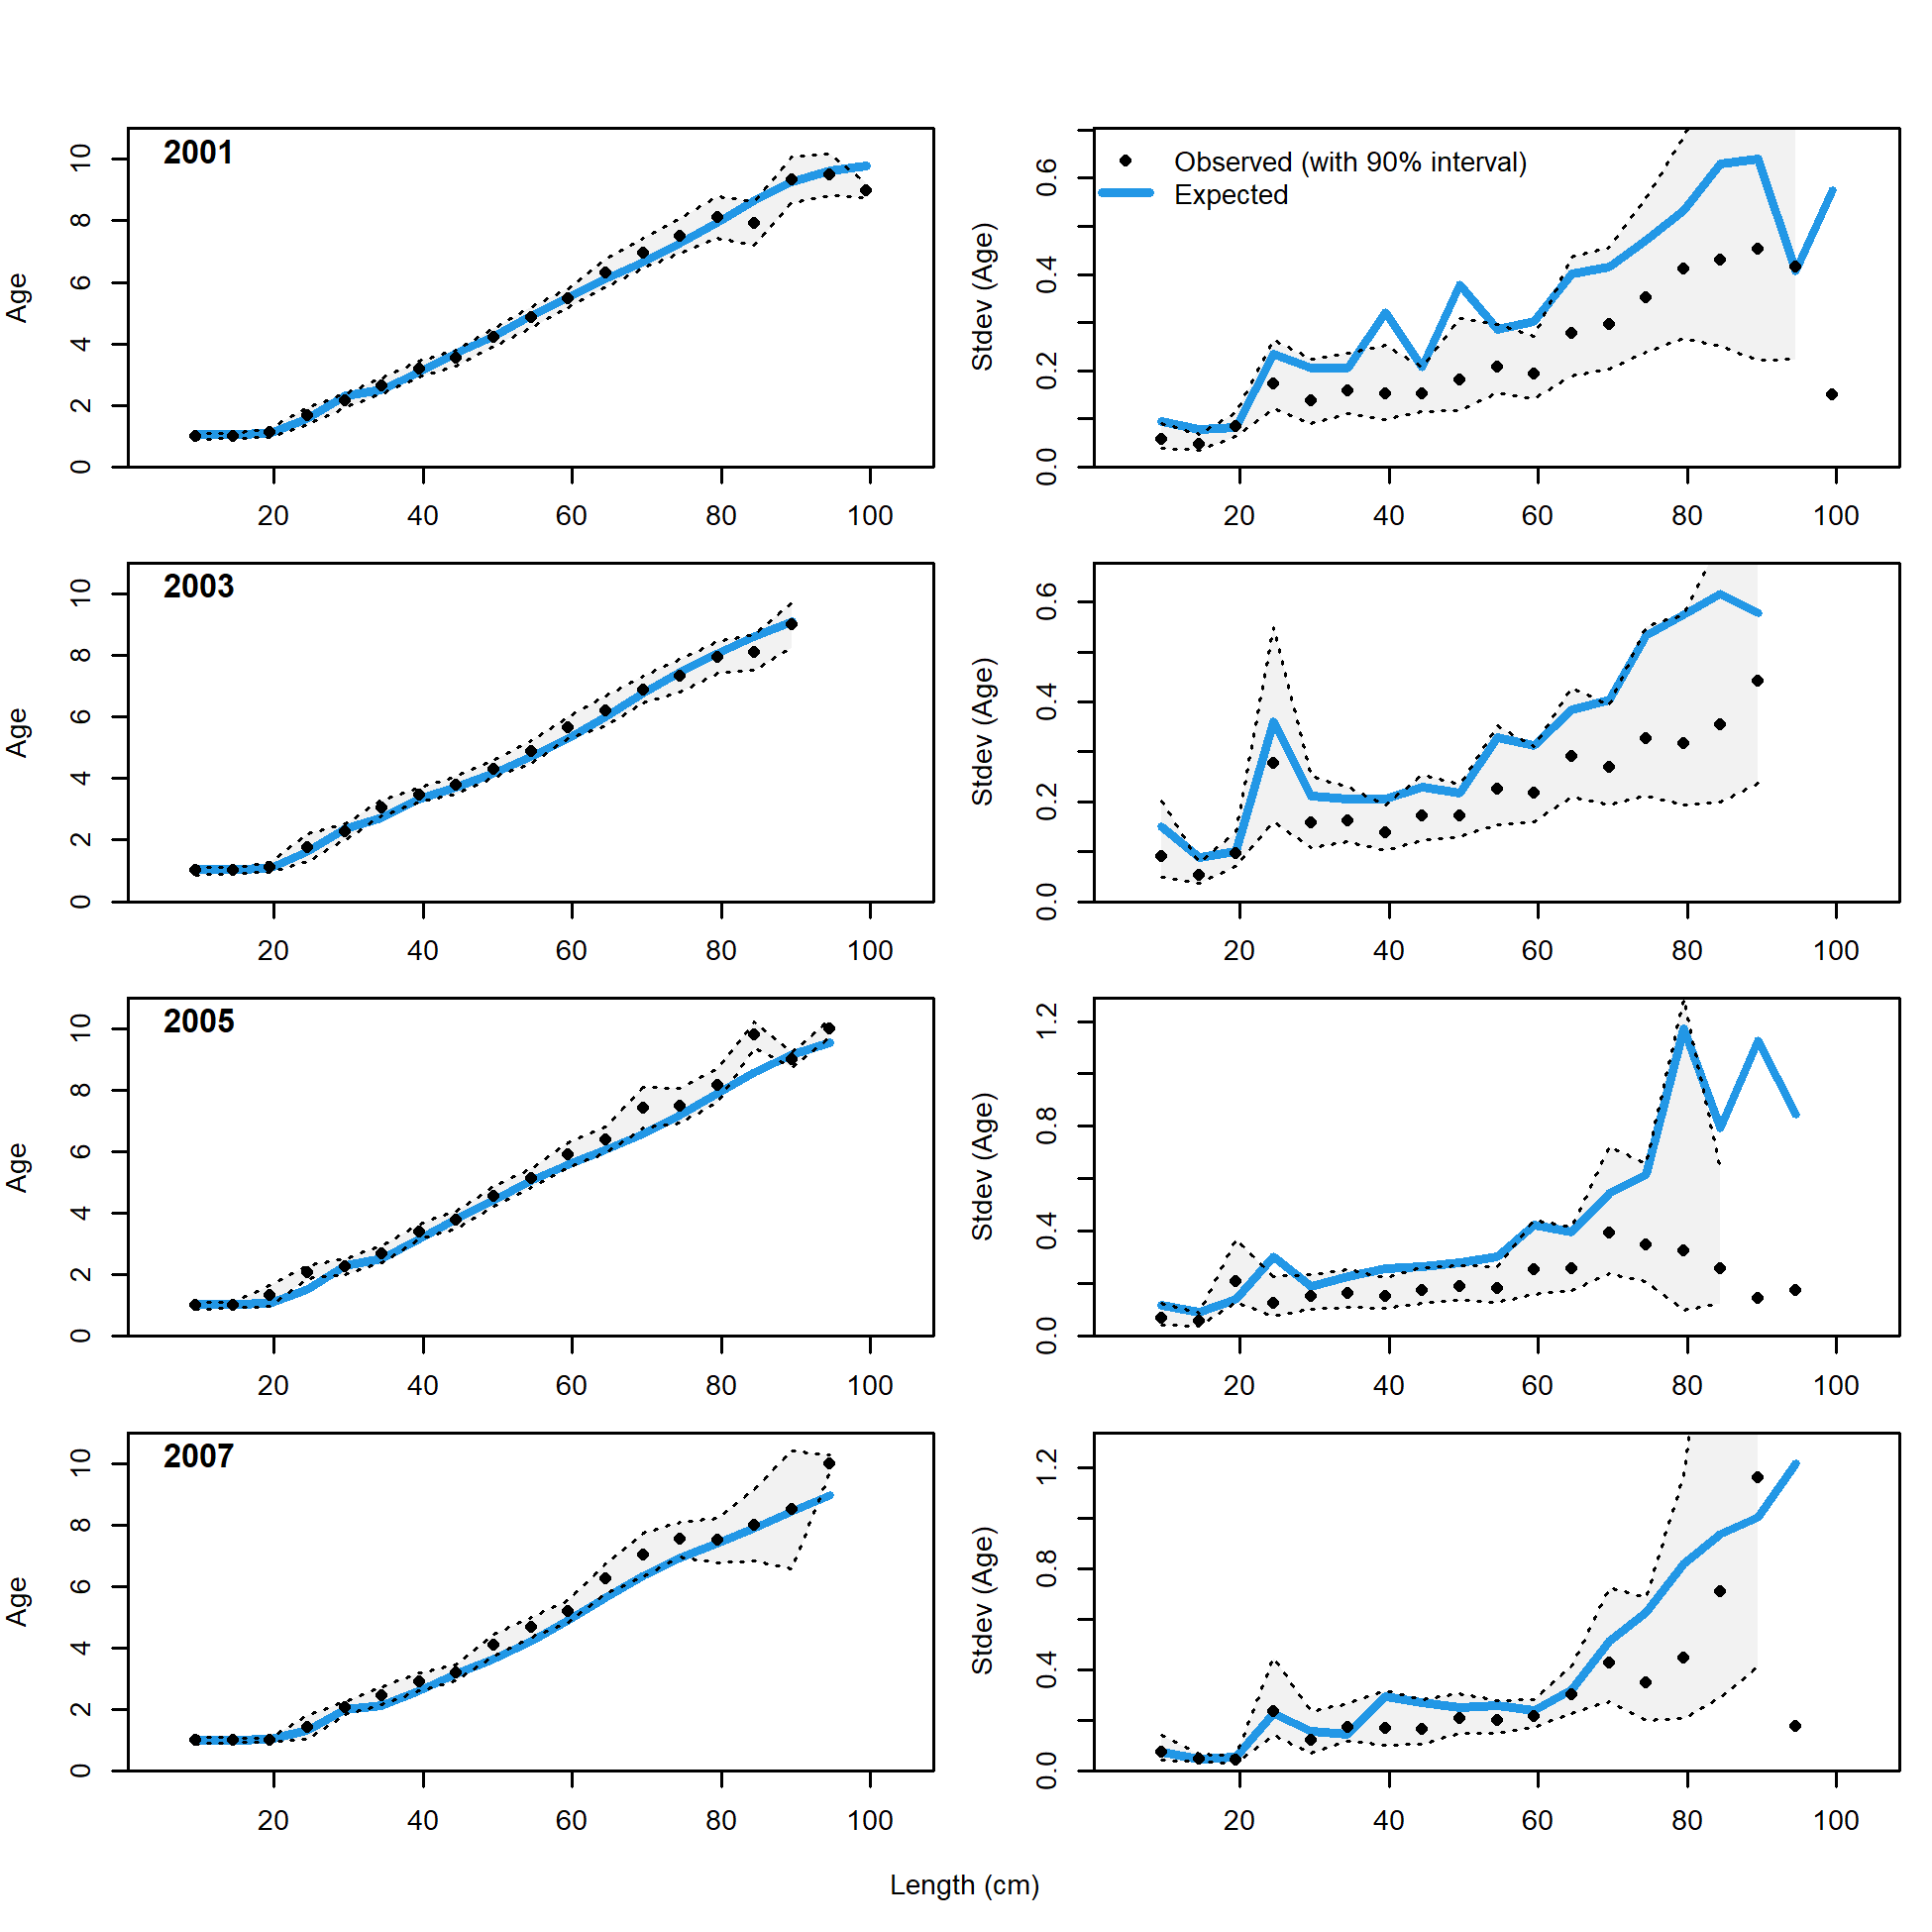 2001
Age
0 2 4 6 8 10
20 40 60 80 100
Observed (with 90% interval)
Expected
Stdev (Age)
0.0 0.2 0.4 0.6
20 40 60 80 100
2003
Age
0 2 4 6 8 10
20 40 60 80 100
Stdev (Age)
0.0 0.2 0.4 0.6
20 40 60 80 100
2005
Age
0 2 4 6 8 10
20 40 60 80 100
Stdev (Age)
0.0 0.4 0.8 1.2
20 40 60 80 100
2007
Age
0 2 4 6 8 10
20 40 60 80 100
Stdev (Age)
0.0 0.4 0.8 1.2
20 40 60 80 100
Length (cm)